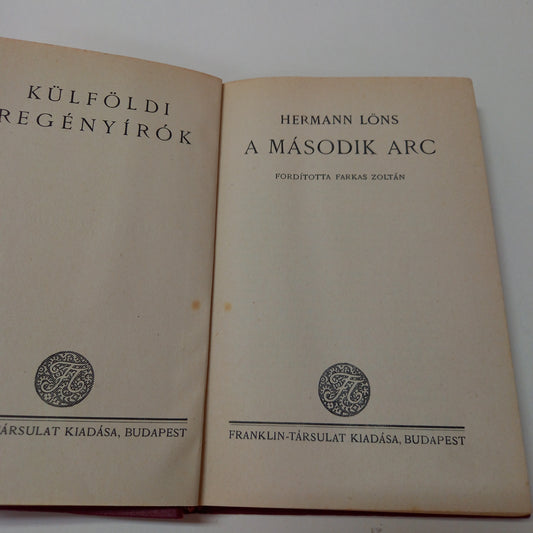 KÜLFÖLDI
REGÉNYÍRÓK
TÁRSULAT KIADÁSA, BUDAPEST
HERMANN LÖNS
A MÁSODIK ARC
FORDÍTOTTA FARKAS ZOLTÁN
FRANKLIN-TÁRSULAT KIADÁSA, BUDAPEST